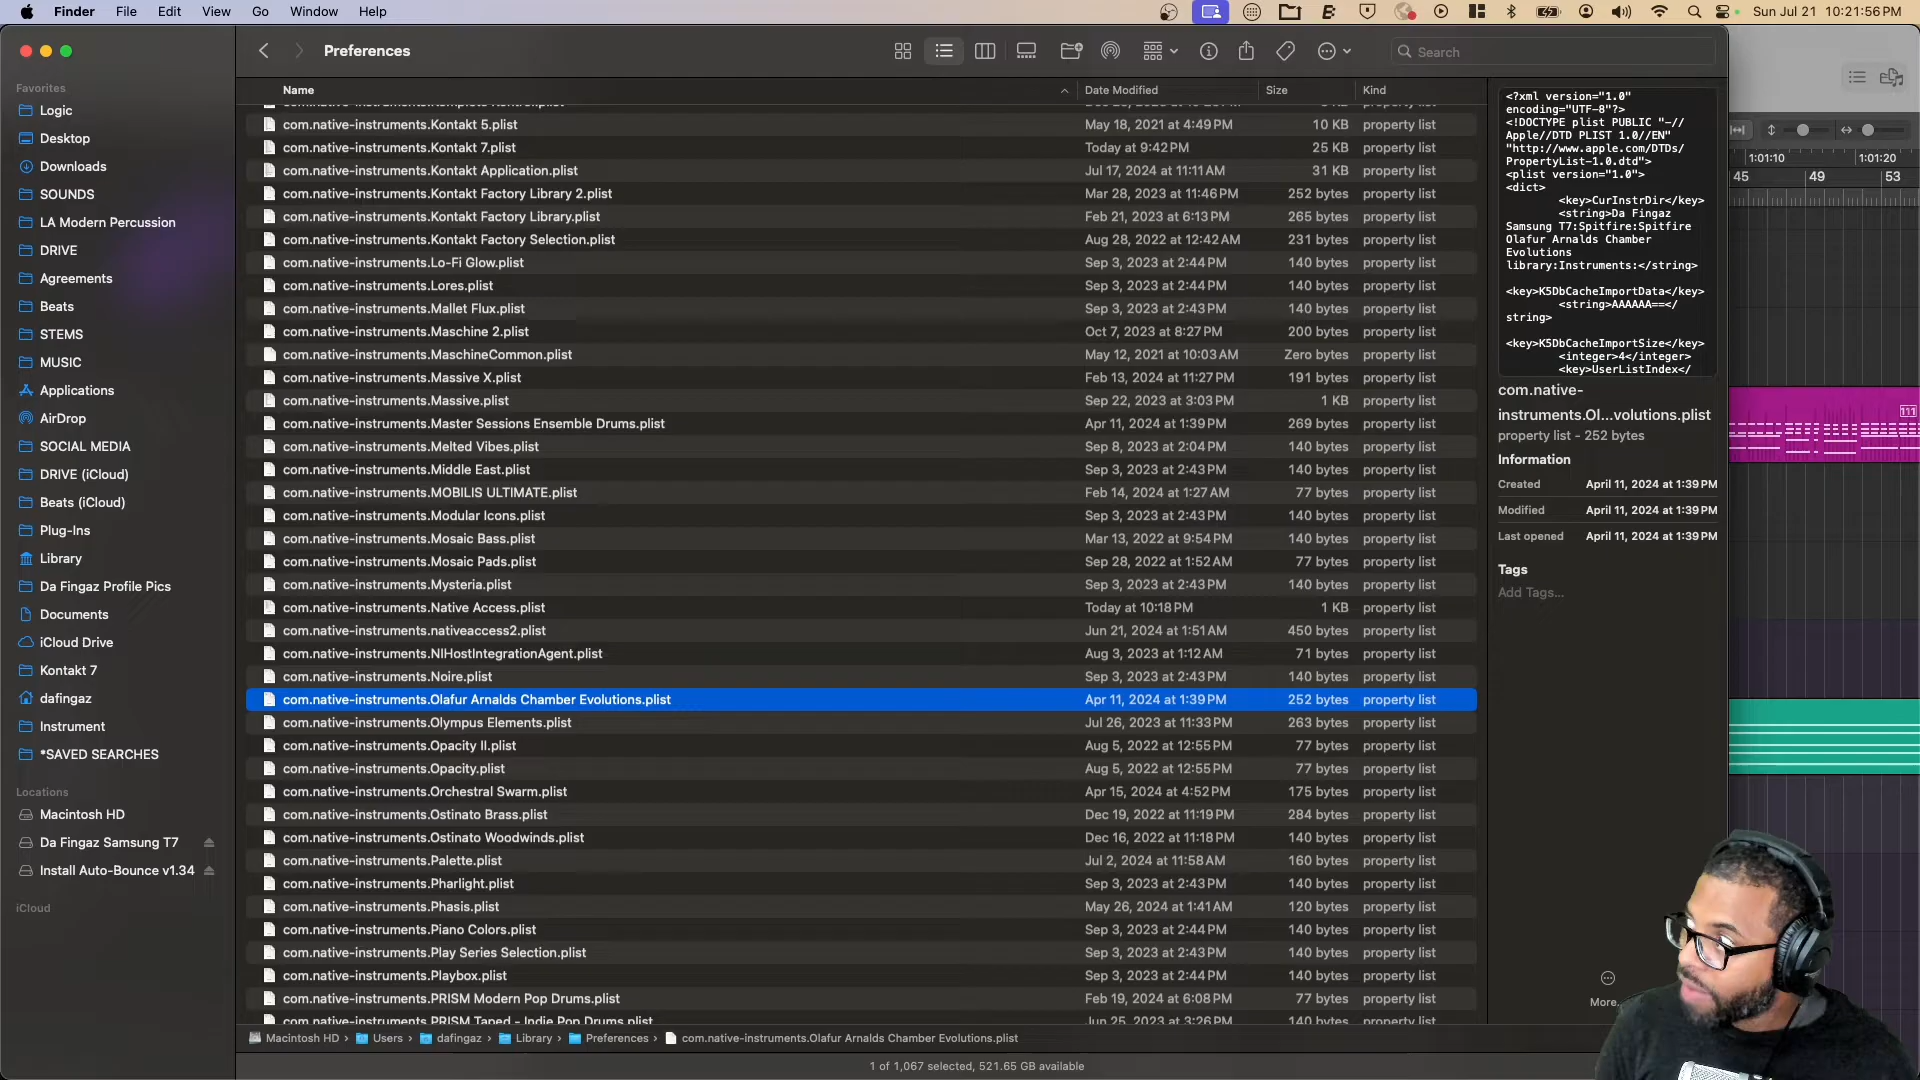 Finder File Edit View Go Window Help Sun Jul 21 10:21:56 PM
Preferences Search
Favorites
Logic
Desktop
Downloads
SOUNDS
LA Modern Percussion
DRIVE
Agreements
Beats
STEMS
MUSIC
Applications
AirDrop
SOCIAL MEDIA
DRIVE (iCloud)
Beats (iCloud)
Plug-Ins
Library
Da Fingaz Profile Pics
Documents
iCloud Drive
Kontakt 7
dafingaz
Instrument
*SAVED SEARCHES
Locations
Macintosh HD
Da Fingaz Samsung T7
Install Auto-Bounce v1.34
iCloud
Name Date Modified Size Kind
com.native-instruments.Kontakt 5.plist May 18, 2021 at 4:49 PM 10 KB property list
com.native-instruments.Kontakt 7.plist Today at 9:42 PM 25 KB property list
com.native-instruments.Kontakt Application.plist Jul 17, 2024 at 11:11 AM 31 KB property list
com.native-instruments.Kontakt Factory Library 2.plist Mar 28, 2023 at 11:46 PM 252 bytes property list
com.native-instruments.Kontakt Factory Library.plist Feb 21, 2023 at 6:13 PM 265 bytes property list
com.native-instruments.Kontakt Factory Selection.plist Aug 28, 2022 at 12:42 AM 231 bytes property list
com.native-instruments.Lo-Fi Glow.plist Sep 3, 2023 at 2:44 PM 140 bytes property list
com.native-instruments.Lores.plist Sep 3, 2023 at 2:44 PM 140 bytes property list
com.native-instruments.Mallet Flux.plist Sep 3, 2023 at 2:43 PM 140 bytes property list
com.native-instruments.Maschine 2.plist Oct 7, 2023 at 8:27 PM 200 bytes property list
com.native-instruments.MaschineCommon.plist May 12, 2021 at 10:03 AM Zero bytes property list
com.native-instruments.Massive X.plist Feb 13, 2024 at 11:27 PM 191 bytes property list
com.native-instruments.Massive.plist Sep 22, 2023 at 3:03 PM 1 KB property list
com.native-instruments.Master Sessions Ensemble Drums.plist Apr 11, 2024 at 1:39 PM 269 bytes property list
com.native-instruments.Melted Vibes.plist Sep 8, 2023 at 2:04 PM 140 bytes property list
com.native-instruments.Middle East.plist Sep 3, 2023 at 2:43 PM 140 bytes property list
com.native-instruments.MOBILIS ULTIMATE.plist Feb 14, 2024 at 1:27 AM 77 bytes property list
com.native-instruments.Modular Icons.plist Sep 3, 2023 at 2:43 PM 140 bytes property list
com.native-instruments.Mosaic Bass.plist Mar 13, 2022 at 9:54 PM 140 bytes property list
com.native-instruments.Mosaic Pads.plist Sep 28, 2022 at 1:52 AM 77 bytes property list
com.native-instruments.Mysteria.plist Sep 3, 2023 at 2:43 PM 140 bytes property list
com.native-instruments.Native Access.plist Today at 10:18 PM 1 KB property list
com.native-instruments.nativeaccess2.plist Jun 21, 2024 at 1:51 AM 450 bytes property list
com.native-instruments.NIHostIntegrationAgent.plist Aug 3, 2023 at 1:12 AM 71 bytes property list
com.native-instruments.Noire.plist Sep 3, 2023 at 2:43 PM 140 bytes property list
com.native-instruments.Olafur Arnalds Chamber Evolutions.plist Apr 11, 2024 at 1:39 PM 252 bytes property list
com.native-instruments.Olympus Elements.plist Jul 26, 2023 at 11:33 PM 263 bytes property list
com.native-instruments.Opacity II.plist Aug 5, 2022 at 12:55 PM 77 bytes property list
com.native-instruments.Opacity.plist Aug 5, 2022 at 12:55 PM 77 bytes property list
com.native-instruments.Orchestral Swarm.plist Apr 15, 2024 at 4:52 PM 175 bytes property list
com.native-instruments.Ostinato Brass.plist Dec 19, 2022 at 11:19 PM 284 bytes property list
com.native-instruments.Ostinato Woodwinds.plist Dec 16, 2022 at 11:18 PM 140 bytes property list
com.native-instruments.Palette.plist Jul 2, 2024 at 11:58 AM 160 bytes property list
com.native-instruments.Pharlight.plist Sep 3, 2023 at 2:43 PM 140 bytes property list
com.native-instruments.Phasis.plist May 26, 2024 at 1:41 AM 120 bytes property list
com.native-instruments.Piano Colors.plist Sep 3, 2023 at 2:44 PM 140 bytes property list
com.native-instruments.Play Series Selection.plist Sep 3, 2023 at 2:43 PM 140 bytes property list
com.native-instruments.Playbox.plist Sep 3, 2023 at 2:44 PM 140 bytes property list
com.native-instruments.PRISM Modern Pop Drums.plist Feb 19, 2024 at 6:08 PM 77 bytes property list
com.native-instruments.PRISM Taped - Indie Pop Drums.plist Jun 25, 2023 at 3:26 PM 140 bytes property list
Macintosh HD Users dafingaz Library Preferences com.native-instruments.Olafur Arnalds Chamber Evolutions.plist
1 of 1,067 selected, 521.65 GB available
<?xml version="1.0"
encoding="UTF-8"?>
<!DOCTYPE plist PUBLIC "-//
Apple//DTD PLIST 1.0//EN"
"http://www.apple.com/DTDs/
PropertyList-1.0.dtd">
<plist version="1.0">
<dict>
<key>CurInstrDir</key>
<string>Da Fingaz
Samsung T7:Spitfire:Spitfire
Olafur Arnalds Chamber
Evolutions
library:Instruments:</string>
<key>K5DbCacheImportData</key>
<string>AAAAAA==</
string>
<key>K5DbCacheImportSize</key>
<integer>4</integer>
<key>UserListIndex</
com.native-
instruments.Ol...volutions.plist
property list - 252 bytes
Information
Created April 11, 2024 at 1:39 PM
Modified April 11, 2024 at 1:39 PM
Last opened April 11, 2024 at 1:39 PM
Tags
Add Tags...
More...
1:01:10 1:01:20
45 49 53